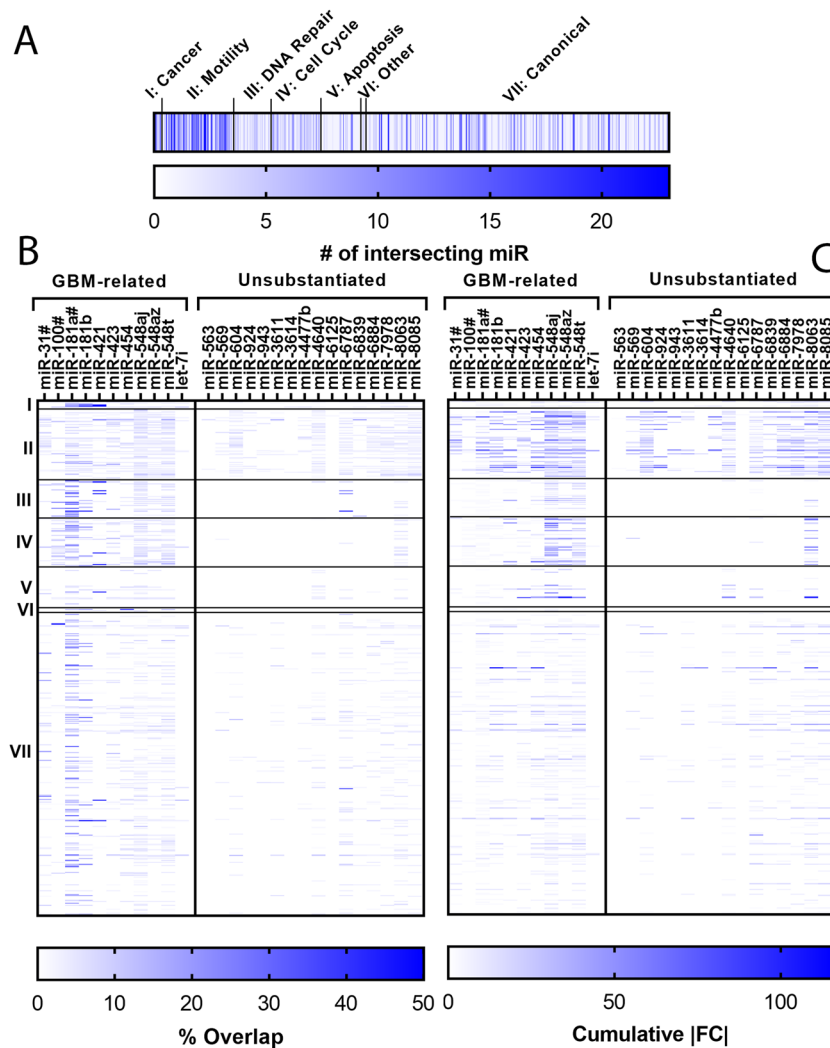 A
I: Cancer
II: Motility
III: DNA Repair
IV: Cell Cycle
V: Apoptosis
VI: Other
VII: Canonical
0 5 10 15 20
# of intersecting miR
B
GBM-related Unsubstantiated
miR-31#
miR-100#
miR-181a#
miR-181b
miR-421
miR-423
miR-454
miR-548aj
miR-548az
miR-548t
let-7i
miR-563
miR-569
miR-604
miR-924
miR-943
miR-3611
miR-3614
miR-4477b
miR-4640
miR-6125
miR-6787
miR-6839
miR-6884
miR-7978
miR-8063
miR-8085
I
II
III
IV
V
VI
VII
0 10 20 30 40 50
% Overlap
C
GBM-related Unsubstantiated
miR-31#
miR-100#
miR-181a#
miR-181b
miR-421
miR-423
miR-454
miR-548aj
miR-548az
miR-548t
let-7i
miR-563
miR-569
miR-604
miR-924
miR-943
miR-3611
miR-3614
miR-4477b
miR-4640
miR-6125
miR-6787
miR-6839
miR-6884
miR-7978
miR-8063
miR-8085
0 50 100
Cumulative |FC|